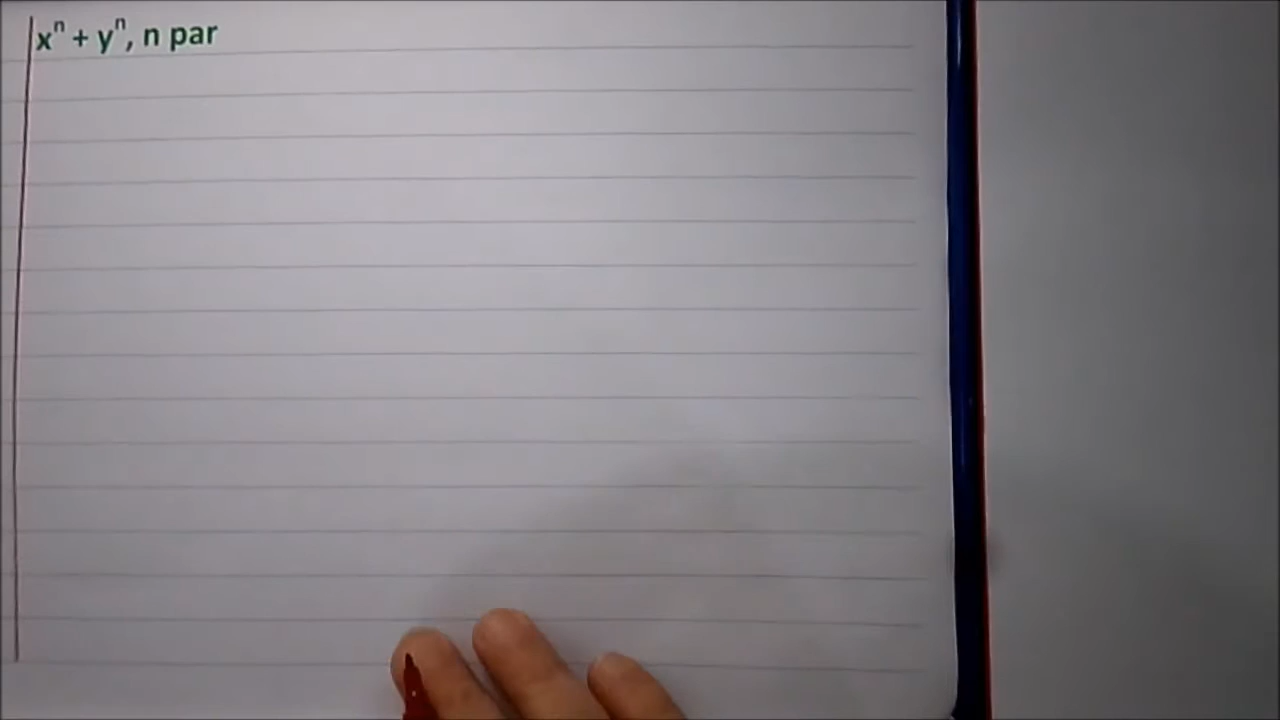 xⁿ + yⁿ, n par